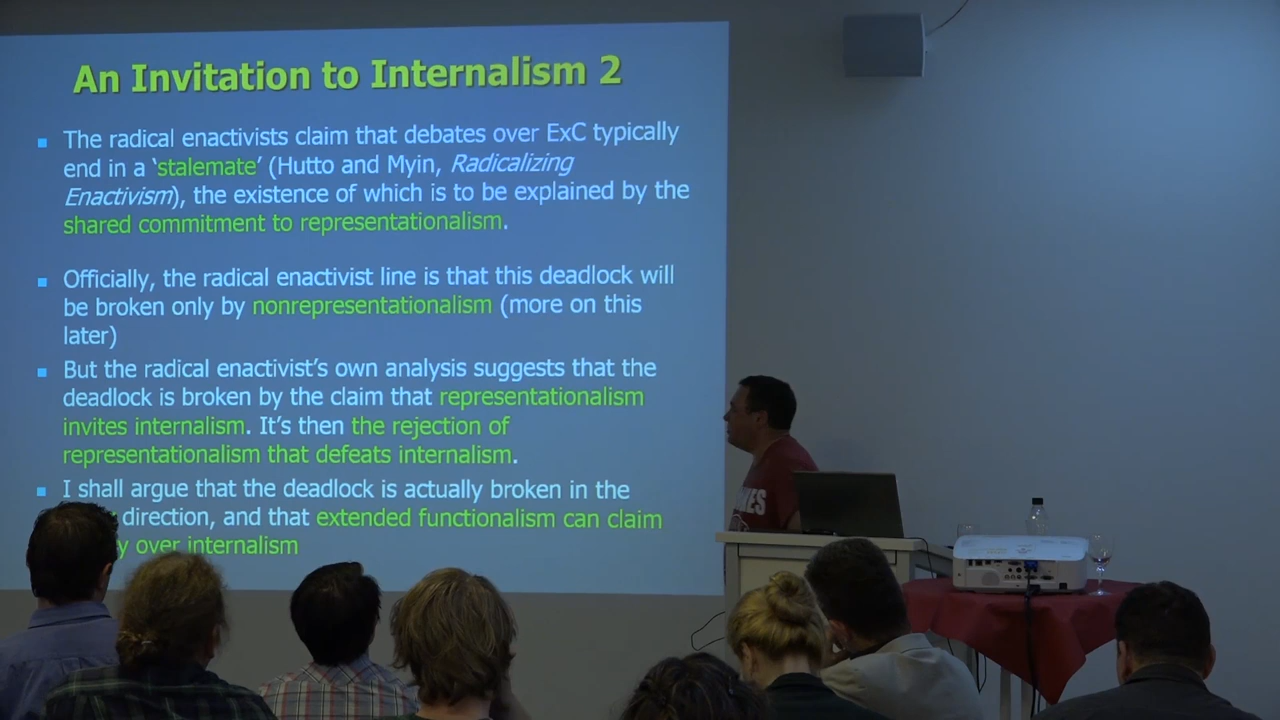 An Invitation to Internalism 2
The radical enactivists claim that debates over ExC typically
end in a ‘stalemate’ (Hutto and Myin, Radicalizing
Enactivism), the existence of which is to be explained by the
shared commitment to representationalism.
Officially, the radical enactivist line is that this deadlock will
be broken only by nonrepresentationalism (more on this
later)
But the radical enactivist’s own analysis suggests that the
deadlock is broken by the claim that representationalism
invites internalism. It’s then the rejection of
representationalism that defeats internalism.
I shall argue that the deadlock is actually broken in the
direction, and that extended functionalism can claim
over internalism